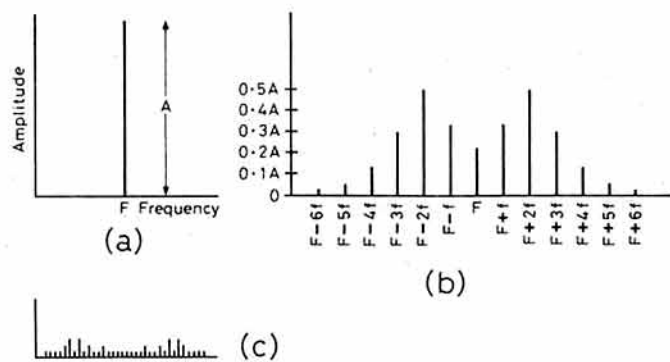 Amplitude
A
F Frequency
(a)
0·5A
0·4A
0·3A
0·2A
0·1A
0
F-6f
F-5f
F-4f
F-3f
F-2f
F-f
F
F+f
F+2f
F+3f
F+4f
F+5f
F+6f
(b)
(c)